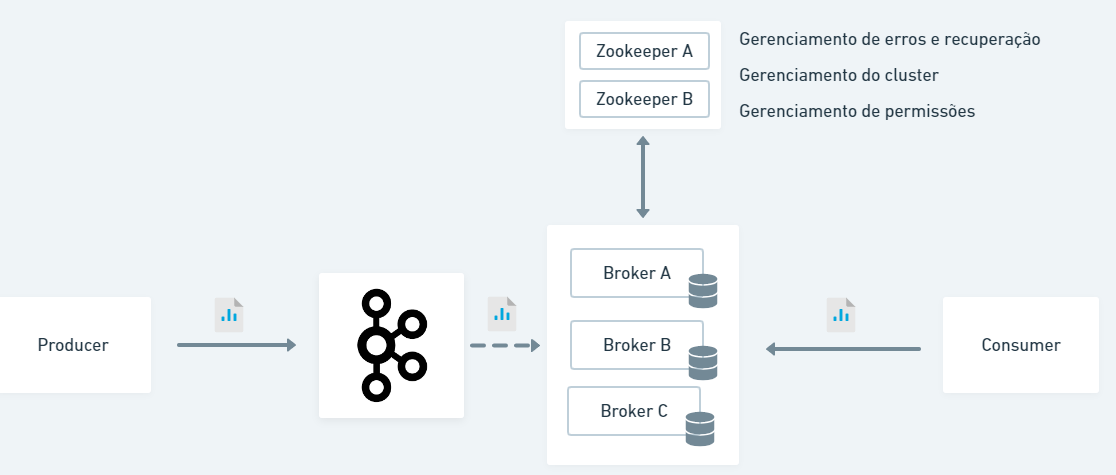 Zookeeper A
Zookeeper B
Gerenciamento de erros e recuperação
Gerenciamento do cluster
Gerenciamento de permissões
Producer
Broker A
Broker B
Broker C
Consumer